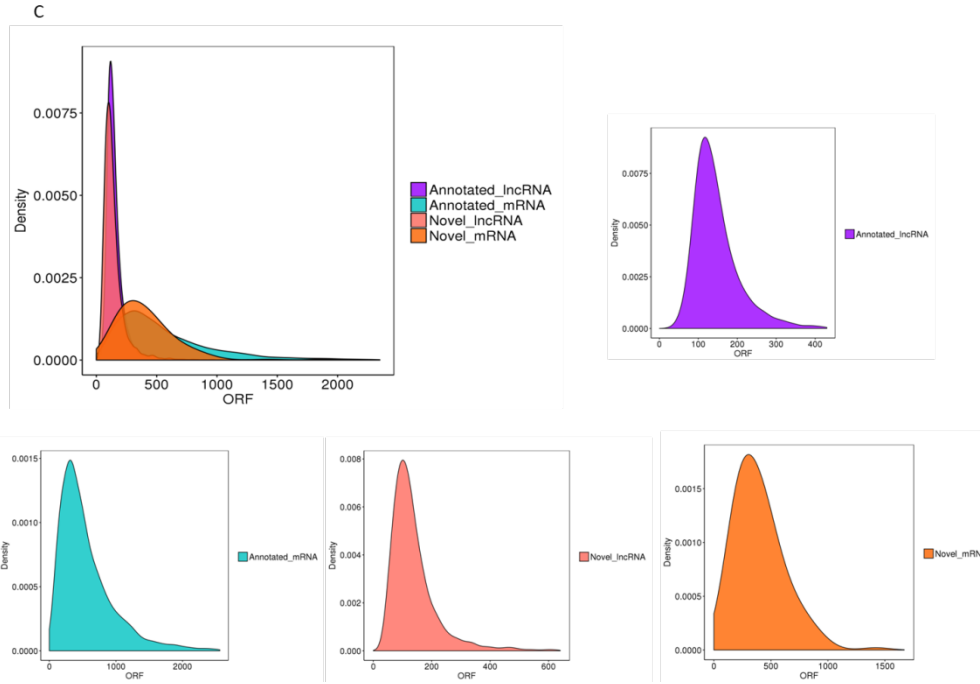 C
0.0075
0.0050
0.0025
0.0000
Density
0
500
1000
1500
2000
ORF
Annotated_lncRNA
Annotated_mRNA
Novel_lncRNA
Novel_mRNA
0.0075
0.0050
0.0025
0.0000
Density
0
100
200
300
400
ORF
Annotated_lncRNA
0.0015
0.0010
0.0005
0.0000
Density
0
1000
2000
ORF
Annotated_mRNA
0.008
0.006
0.004
0.002
0.000
Density
0
200
400
600
ORF
Novel_lncRNA
0.0015
0.0010
0.0005
0.0000
Density
0
500
1000
1500
ORF
Novel_mRN